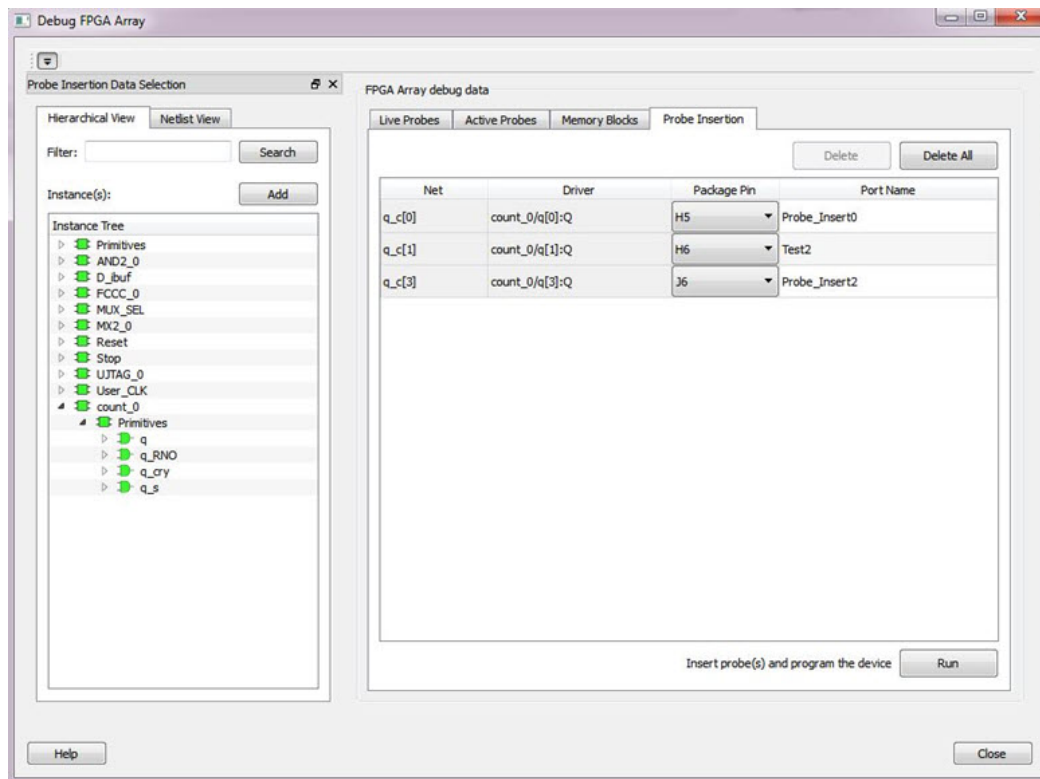 Debug FPGA Array
Probe Insertion Data Selection
Hierarchical View Netlist View
Filter: Search
Instance(s): Add
Instance Tree
Primitives
AND2_0
D_ibuf
FCCC_0
MUX_SEL
MX2_0
Reset
Stop
UJTAG_0
User_CLK
count_0
Primitives
q
q_RNO
q_cry
q_s
FPGA Array debug data
Live Probes Active Probes Memory Blocks Probe Insertion
Delete Delete All
Net Driver Package Pin Port Name
q_c[0] count_0/q[0]:Q H5 Probe_Insert0
q_c[1] count_0/q[1]:Q H6 Test2
q_c[3] count_0/q[3]:Q J6 Probe_Insert2
Insert probe(s) and program the device Run
Help Close